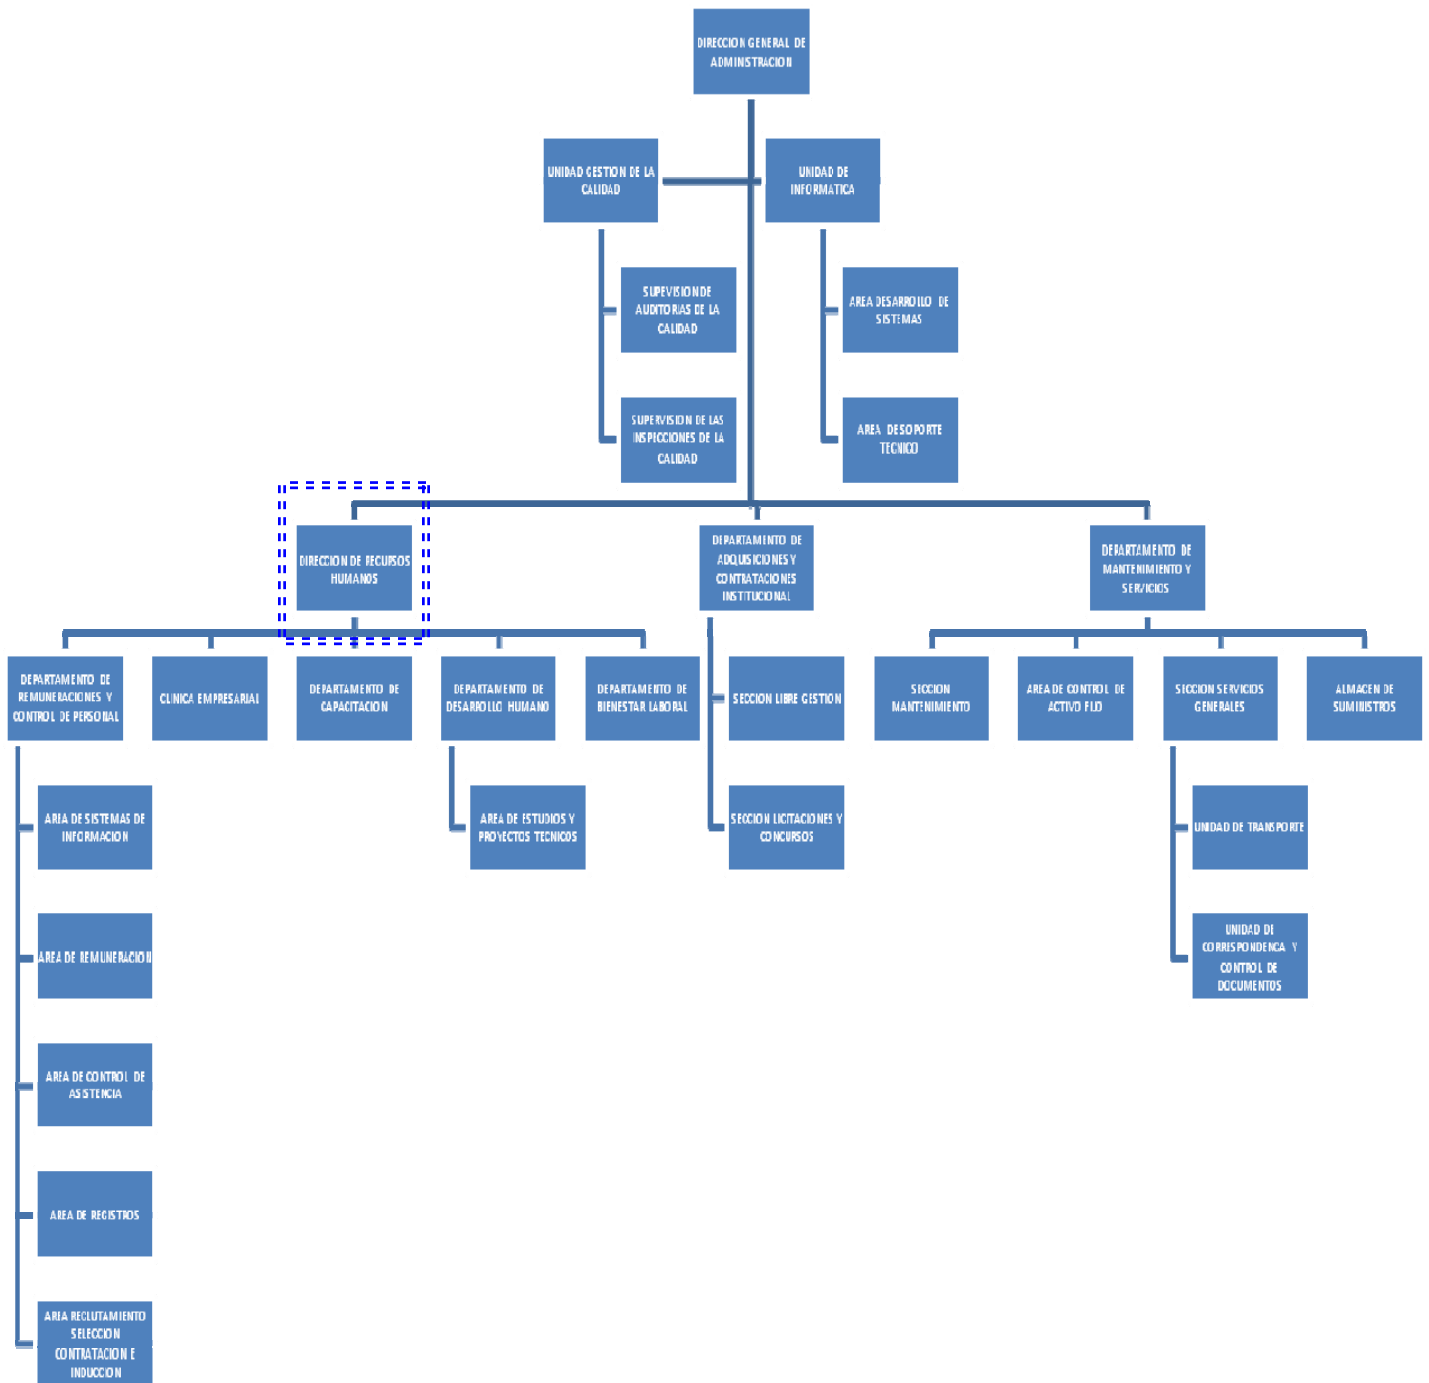 DIRECCION GENERAL DE
ADMINISTRACION
UNIDAD GESTION DE LA
CALIDAD
UNIDAD DE
INFORMATICA
SUPEVISION DE
AUDITORIAS DE LA
CALIDAD
AREA DESARROLLO DE
SISTEMAS
SUPERVISION DE LAS
INSPECCIONES DE LA
CALIDAD
AREA DE SOPORTE
TECNICO
DIRECCION DE RECURSOS
HUMANOS
DEPARTAMENTO DE
ADQUISICIONES Y
CONTRATACIONES
INSTITUCIONAL
DEPARTAMENTO DE
MANTENIMIENTO Y
SERVICIOS
DEPARTAMENTO DE
REMUNERACIONES Y
CONTROL DE PERSONAL
CLINICA EMPRESARIAL
DEPARTAMENTO DE
CAPACITACION
DEPARTAMENTO DE
DESARROLLO HUMANO
DEPARTAMENTO DE
BIENESTAR LABORAL
SECCION LIBRE GESTION
SECCION
MANTENIMIENTO
AREA DE CONTROL DE
ACTIVO FIJO
SECCION SERVICIOS
GENERALES
ALMACEN DE
SUMINISTROS
AREA DE SISTEMAS DE
INFORMACION
AREA DE ESTUDIOS Y
PROYECTOS TECNICOS
SECCION LICITACIONES Y
CONCURSOS
UNIDAD DE TRANSPORTE
AREA DE REMUNERACION
UNIDAD DE
CORRESPONDENCA Y
CONTROL DE
DOCUMENTOS
AREA DE CONTROL DE
ASISTENCIA
AREA DE REGISTROS
AREA RECLUTAMIENTO
SELECCION
CONTRATACION E
INDUCCION